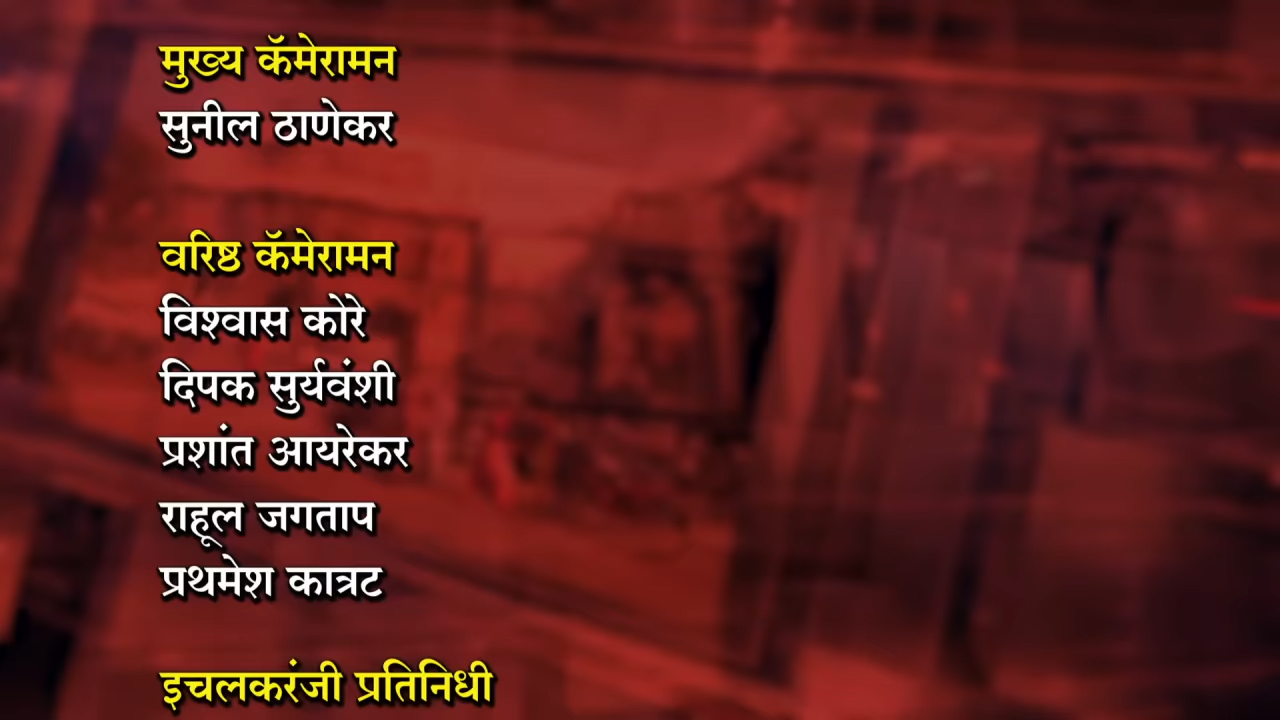 मुख्य कॅमेरामन
सुनील ठाणेकर
वरिष्ठ कॅमेरामन
विश्वास कोरे
दिपक सुर्यवंशी
प्रशांत आयरेकर
राहूल जगताप
प्रथमेश कात्रट
इचलकरंजी प्रतिनिधी